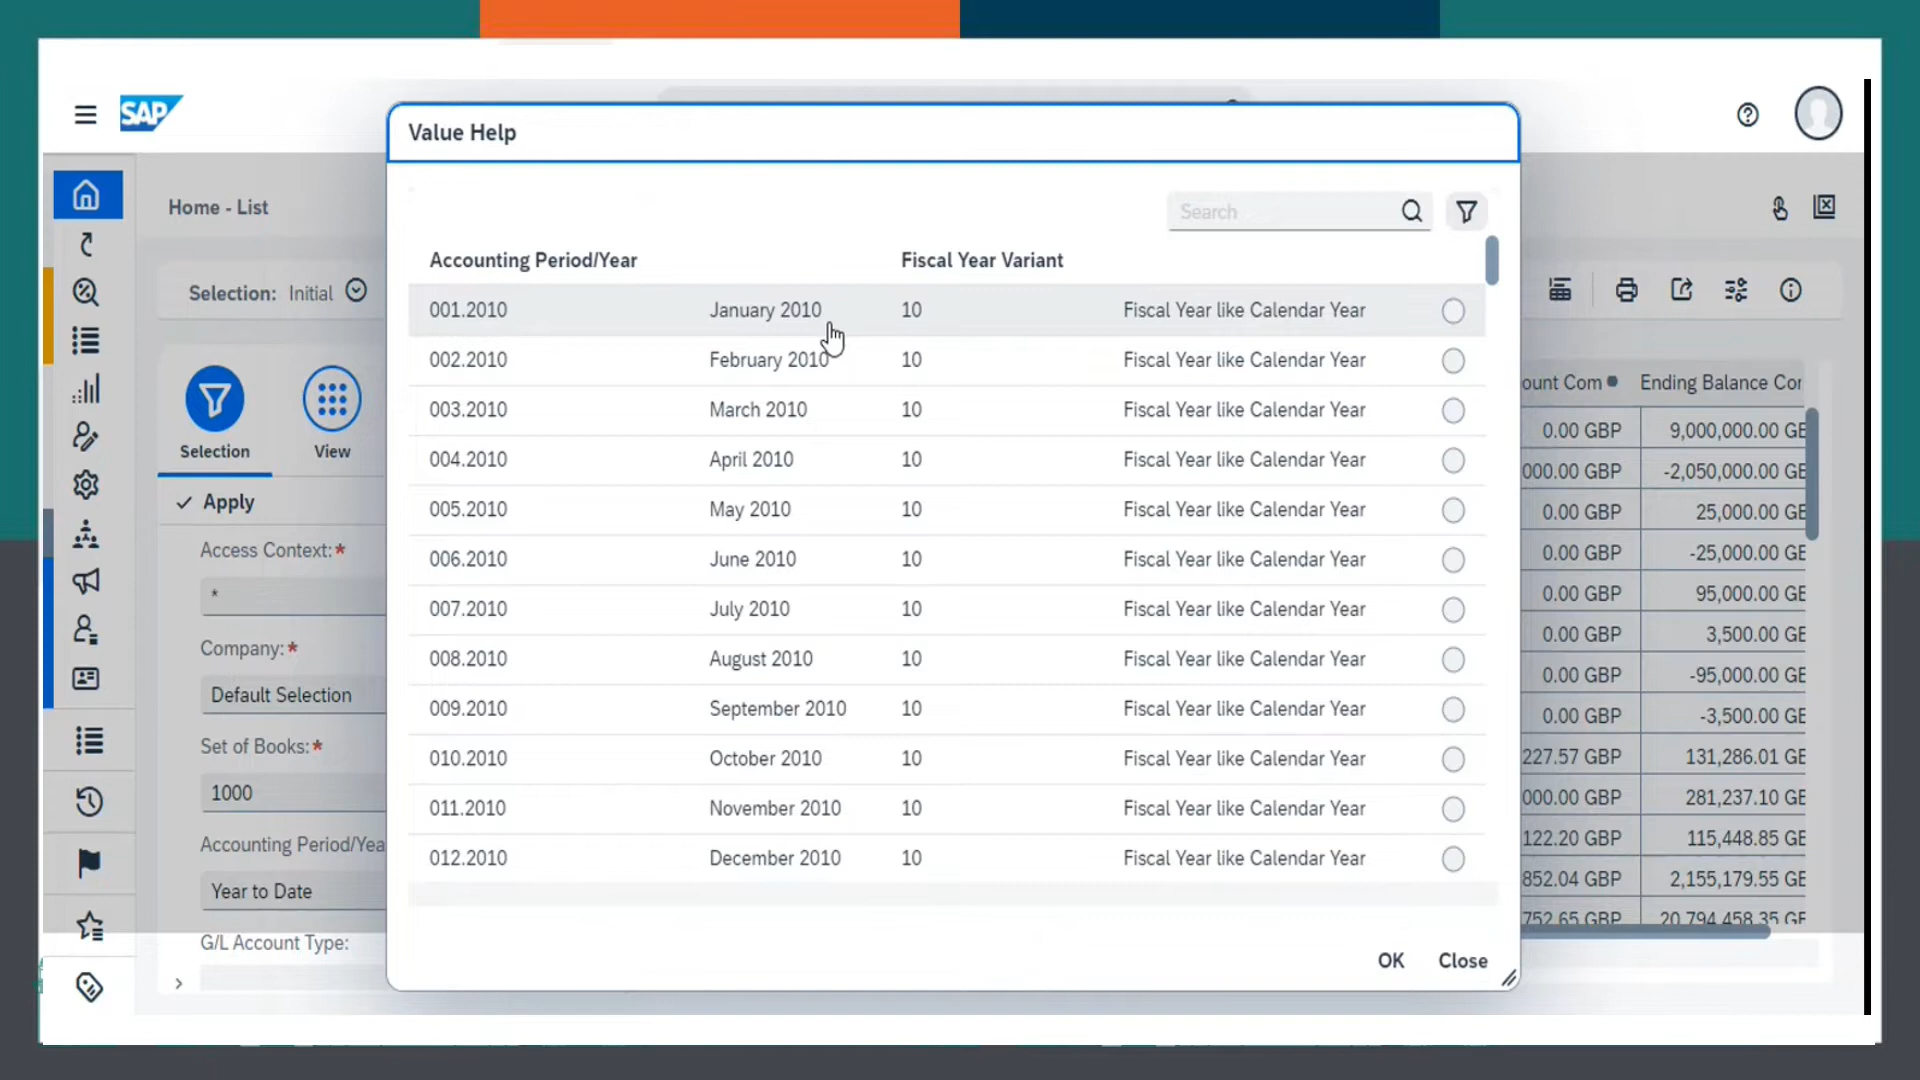 SAP
Value Help
Home - List
Search
Accounting Period/Year Fiscal Year Variant
Selection: Initial
001.2010 January 2010 10 Fiscal Year like Calendar Year
002.2010 February 2010 10 Fiscal Year like Calendar Year
003.2010 March 2010 10 Fiscal Year like Calendar Year
004.2010 April 2010 10 Fiscal Year like Calendar Year
005.2010 May 2010 10 Fiscal Year like Calendar Year
006.2010 June 2010 10 Fiscal Year like Calendar Year
007.2010 July 2010 10 Fiscal Year like Calendar Year
008.2010 August 2010 10 Fiscal Year like Calendar Year
009.2010 September 2010 10 Fiscal Year like Calendar Year
010.2010 October 2010 10 Fiscal Year like Calendar Year
011.2010 November 2010 10 Fiscal Year like Calendar Year
012.2010 December 2010 10 Fiscal Year like Calendar Year
OK Close
Selection View
Apply
Access Context:*
*
Company:*
Default Selection
Set of Books:*
1000
Accounting Period/Yea
Year to Date
G/L Account Type:
ount Com Ending Balance Cor
0.00 GBP 9,000,000.00 GE
000.00 GBP -2,050,000.00 GE
0.00 GBP 25,000.00 GE
0.00 GBP -25,000.00 GE
0.00 GBP 95,000.00 GE
0.00 GBP 3,500.00 GE
0.00 GBP -95,000.00 GE
0.00 GBP -3,500.00 GE
227.57 GBP 131,286.01 GE
000.00 GBP 281,237.10 GE
122.20 GBP 115,448.85 GE
852.04 GBP 2,155,179.55 GE
752.65 GBP 20,794,458.35 GE